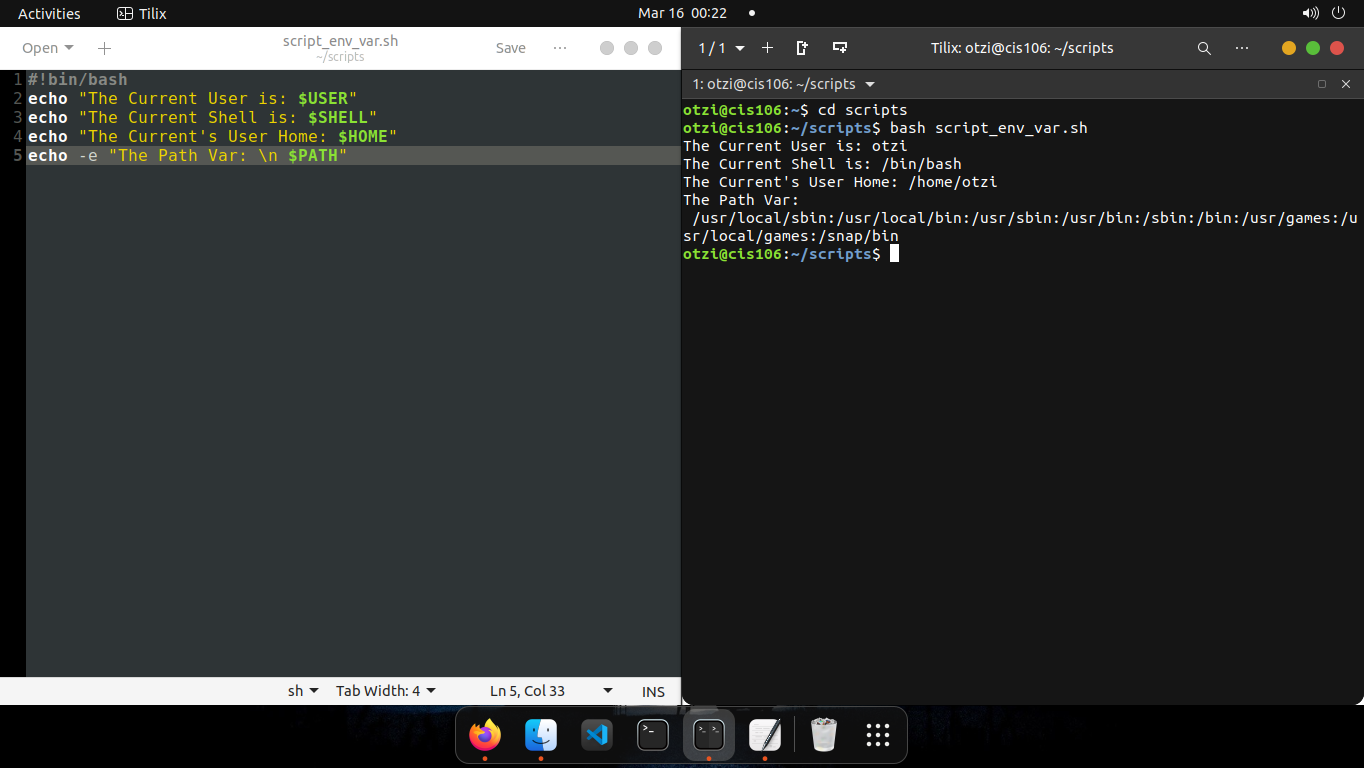 Activities
Tilix
Mar 16 00:22
Open
script_env_var.sh
~/scripts
Save
1 #!bin/bash
2 echo "The Current User is: $USER"
3 echo "The Current Shell is: $SHELL"
4 echo "The Current's User Home: $HOME"
5 echo -e "The Path Var: \n $PATH"
sh
Tab Width: 4
Ln 5, Col 33
INS
1 / 1
Tilix: otzi@cis106: ~/scripts
1: otzi@cis106: ~/scripts
otzi@cis106:~$ cd scripts
otzi@cis106:~/scripts$ bash script_env_var.sh
The Current User is: otzi
The Current Shell is: /bin/bash
The Current's User Home: /home/otzi
The Path Var:
 /usr/local/sbin:/usr/local/bin:/usr/sbin:/usr/bin:/sbin:/bin:/usr/games:/u
sr/local/games:/snap/bin
otzi@cis106:~/scripts$